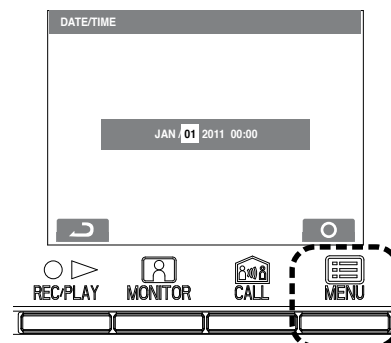 DATE/TIME
JAN / 01 2011 00:00
REC/PLAY MONITOR CALL MENU